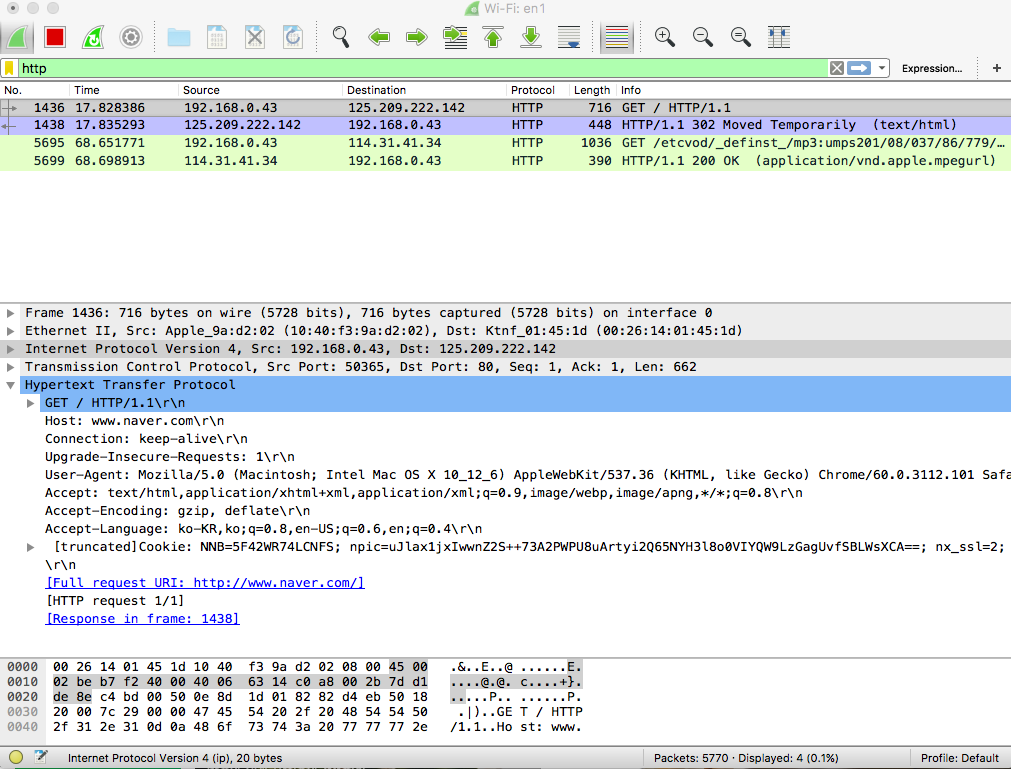 Wi-Fi: en1
http
Expression...
+
No. Time Source Destination Protocol Length Info
1436 17.828386 192.168.0.43 125.209.222.142 HTTP 716 GET / HTTP/1.1
1438 17.835293 125.209.222.142 192.168.0.43 HTTP 448 HTTP/1.1 302 Moved Temporarily (text/html)
5695 68.651771 192.168.0.43 114.31.41.34 HTTP 1036 GET /etcvod/_definst_/mp3:umps201/08/037/86/779/…
5699 68.698913 114.31.41.34 192.168.0.43 HTTP 390 HTTP/1.1 200 OK (application/vnd.apple.mpegurl)
Frame 1436: 716 bytes on wire (5728 bits), 716 bytes captured (5728 bits) on interface 0
Ethernet II, Src: Apple_9a:d2:02 (10:40:f3:9a:d2:02), Dst: Ktnf_01:45:1d (00:26:14:01:45:1d)
Internet Protocol Version 4, Src: 192.168.0.43, Dst: 125.209.222.142
Transmission Control Protocol, Src Port: 50365, Dst Port: 80, Seq: 1, Ack: 1, Len: 662
Hypertext Transfer Protocol
GET / HTTP/1.1\r\n
Host: www.naver.com\r\n
Connection: keep-alive\r\n
Upgrade-Insecure-Requests: 1\r\n
User-Agent: Mozilla/5.0 (Macintosh; Intel Mac OS X 10_12_6) AppleWebKit/537.36 (KHTML, like Gecko) Chrome/60.0.3112.101 Safa
Accept: text/html,application/xhtml+xml,application/xml;q=0.9,image/webp,image/apng,*/*;q=0.8\r\n
Accept-Encoding: gzip, deflate\r\n
Accept-Language: ko-KR,ko;q=0.8,en-US;q=0.6,en;q=0.4\r\n
[truncated]Cookie: NNB=5F42WR74LCNFS; npic=uJlax1jxIwwnZ2S++73A2PWPU8uArtyi2Q65NYH3l8o0VIYQW9LzGagUvfSBLWsXCA==; nx_ssl=2;
\r\n
[Full request URI: http://www.naver.com/]
[HTTP request 1/1]
[Response in frame: 1438]
0000 00 26 14 01 45 1d 10 40 f3 9a d2 02 08 00 45 00 .&..E..@ ......E.
0010 02 be b7 f2 40 00 40 06 63 14 c0 a8 00 2b 7d d1 ....@.@. c....+}.
0020 de 8e c4 bd 00 50 0e 8d 1d 01 82 82 d4 eb 50 18 .....P.. ......P.
0030 20 00 7c 29 00 00 47 45 54 20 2f 20 48 54 54 50 .|)..GE T / HTTP
0040 2f 31 2e 31 0d 0a 48 6f 73 74 3a 20 77 77 77 2e /1.1..Ho st: www.
Internet Protocol Version 4 (ip), 20 bytes
Packets: 5770 · Displayed: 4 (0.1%)
Profile: Default